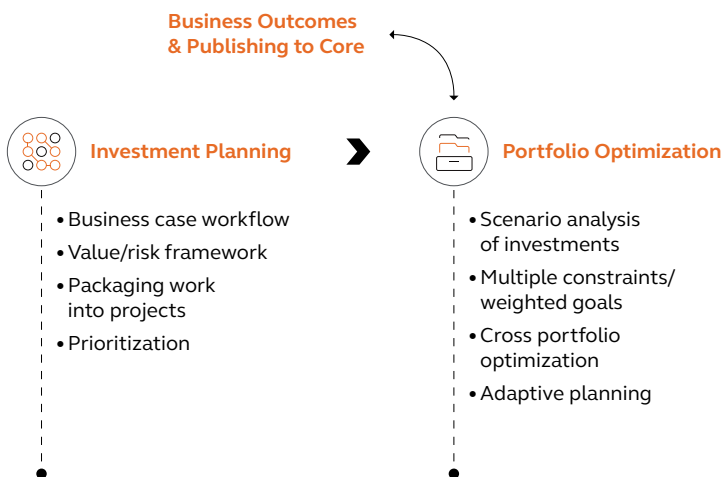 Business Outcomes
& Publishing to Core
Investment Planning
• Business case workflow
• Value/risk framework
• Packaging work
into projects
• Prioritization
Portfolio Optimization
• Scenario analysis
of investments
• Multiple constraints/
weighted goals
• Cross portfolio
optimization
• Adaptive planning